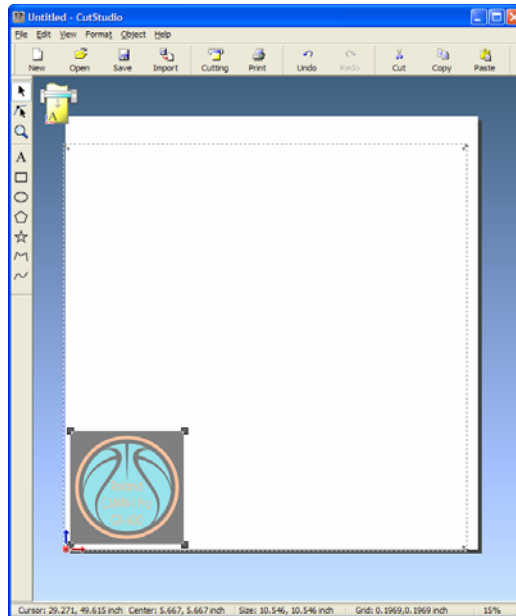 Untitled - CutStudio
File Edit View Format Object Help
New Open Save Import Cutting Print Undo Redo Cut Copy Paste
A
A
Cursor: 29.271, 49.615 inch Center: 5.667, 5.667 inch Size: 10.546, 10.546 inch Grid: 0.1969,0.1969 inch 15%